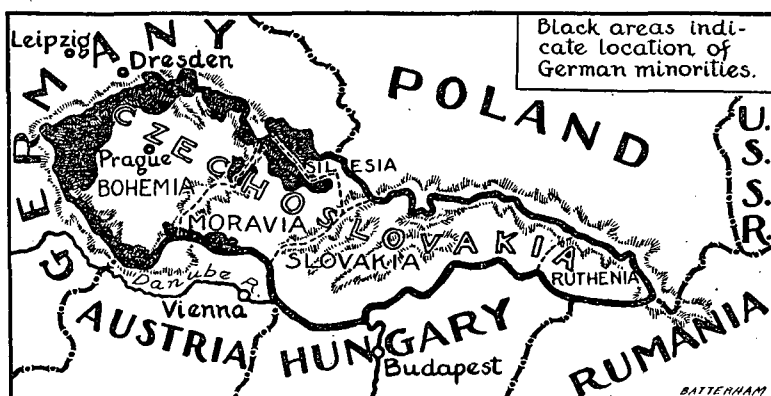 Black areas indi-
cate location of
German minorities.
GERMANY
Leipzig
Dresden
POLAND
U.S.S.R.
CZECHOSLOVAKIA
Prague
BOHEMIA
SILESIA
MORAVIA
SLOVAKIA
RUTHENIA
Danube R.
Vienna
AUSTRIA
HUNGARY
Budapest
RUMANIA
BATTERHAM